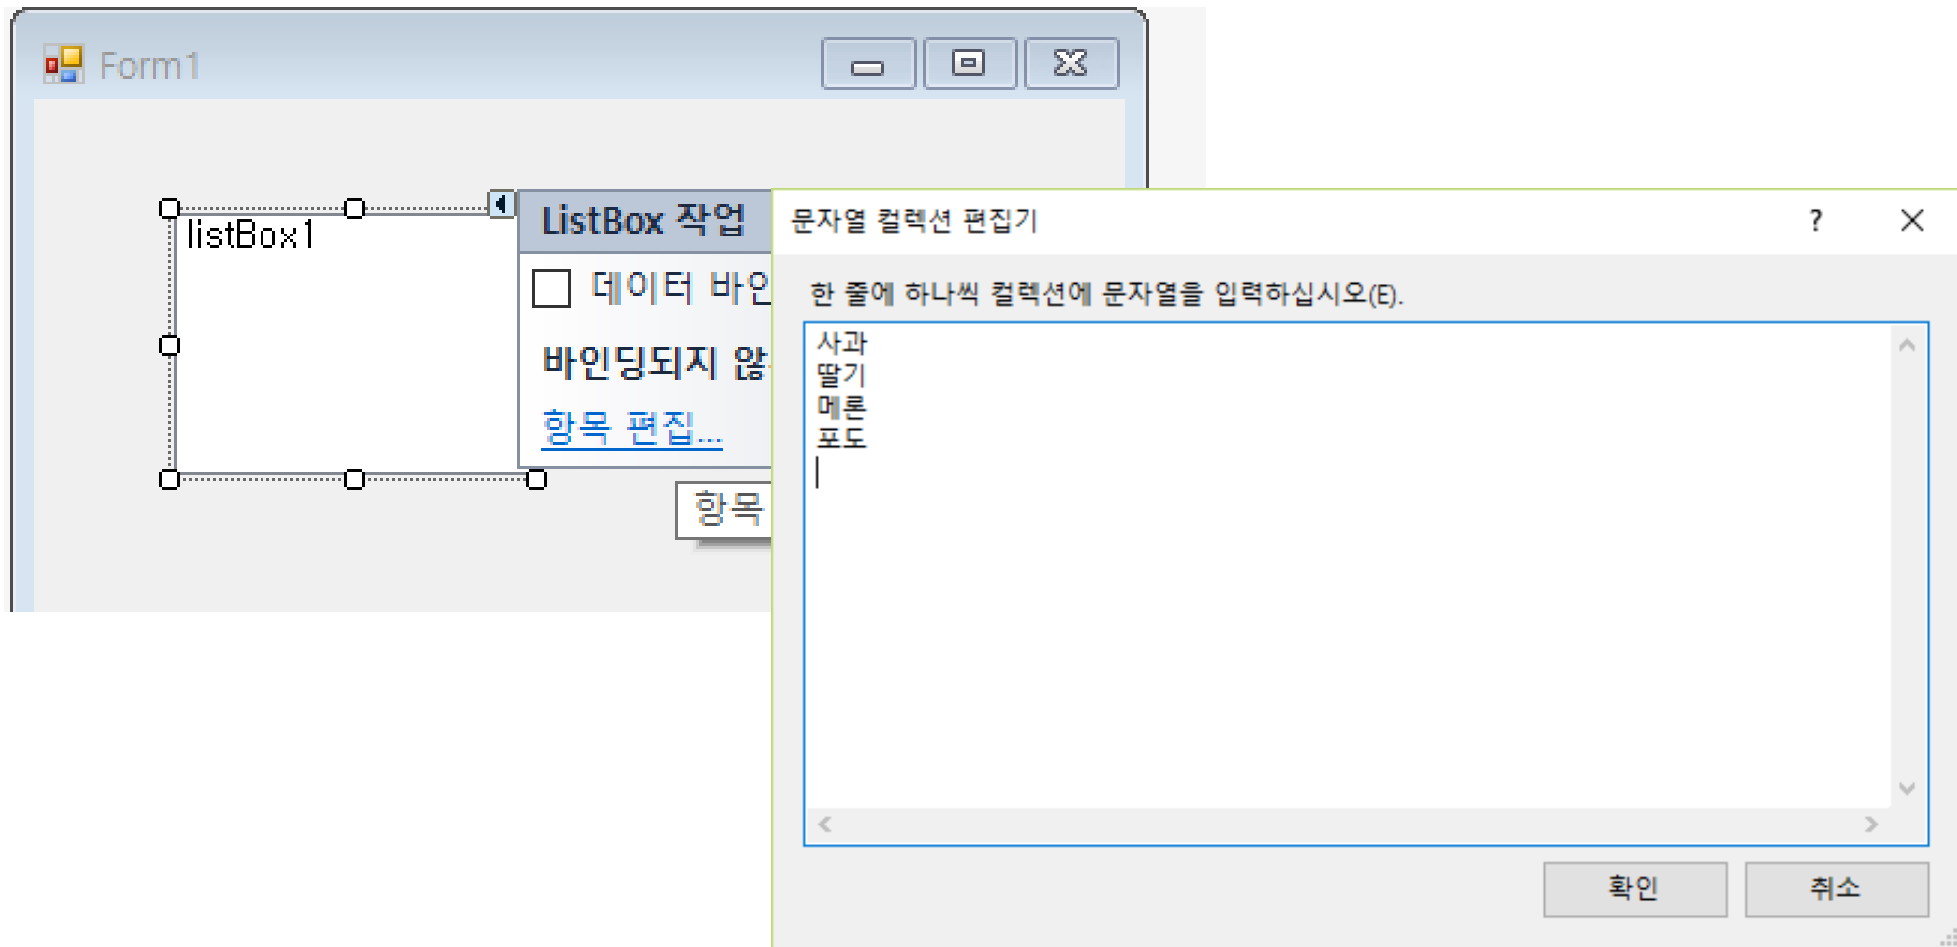 Form1
listBox1
ListBox 작업
데이터 바인
바인딩되지 않
항목 편집...
항목
문자열 컬렉션 편집기
?
한 줄에 하나씩 컬렉션에 문자열을 입력하십시오(E).
사과
딸기
메론
포도
확인
취소